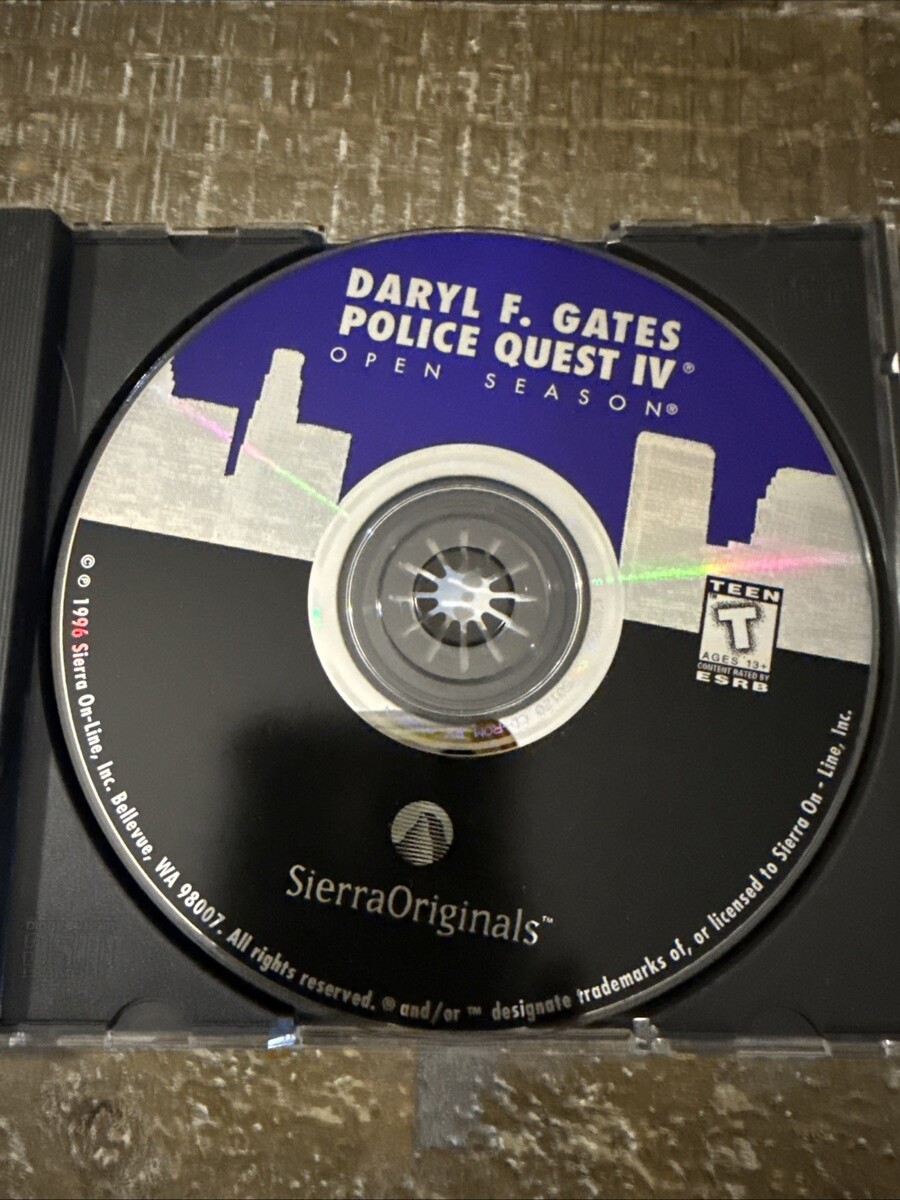 DARYL F. GATES
POLICE QUEST IV®
OPEN SEASON®
TEEN
T
AGES 13+
CONTENT RATED BY
ESRB
SierraOriginals™
© ℗ 1996 Sierra On-Line, Inc. Bellevue, WA 98007. All rights reserved. ® and/or ™ designate trademarks of, or licensed to Sierra On - Line, Inc.